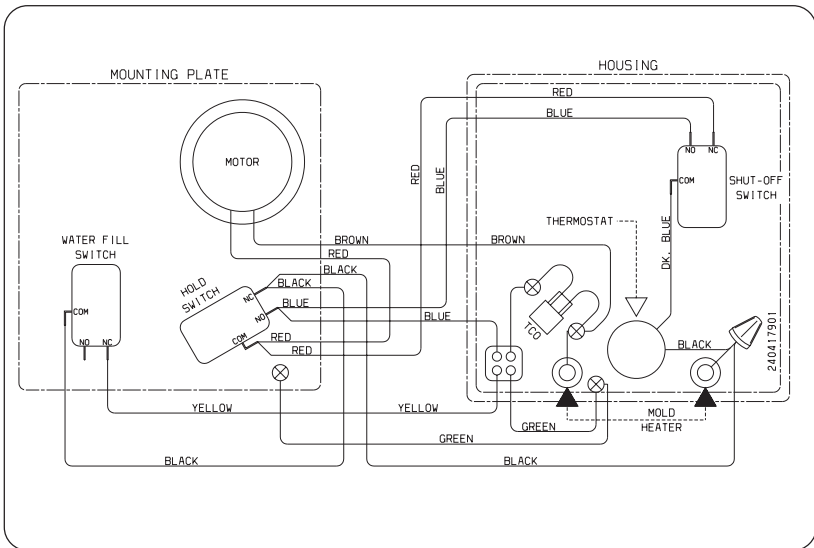 MOUNTING PLATE
HOUSING
RED
BLUE
MOTOR
NO
NC
COM
SHUT-OFF
SWITCH
RED
BLUE
THERMOSTAT
DK. BLUE
WATER FILL
SWITCH
BROWN
BROWN
RED
BLACK
BLACK
HOLD
SWITCH
NC
NO
COM
BLUE
BLUE
RED
RED
COM
NO
NC
TCO
BLACK
240417901
YELLOW
YELLOW
GREEN
MOLD
HEATER
GREEN
BLACK
BLACK